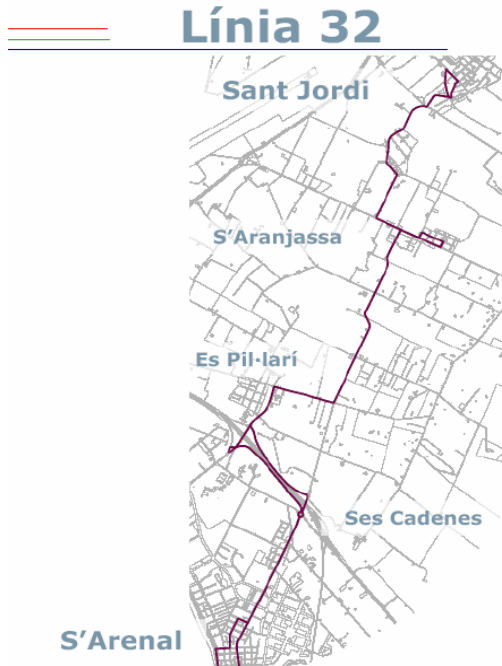 Línia 32
Sant Jordi
S'Aranjassa
Es Pil·larí
Ses Cadenes
S'Arenal